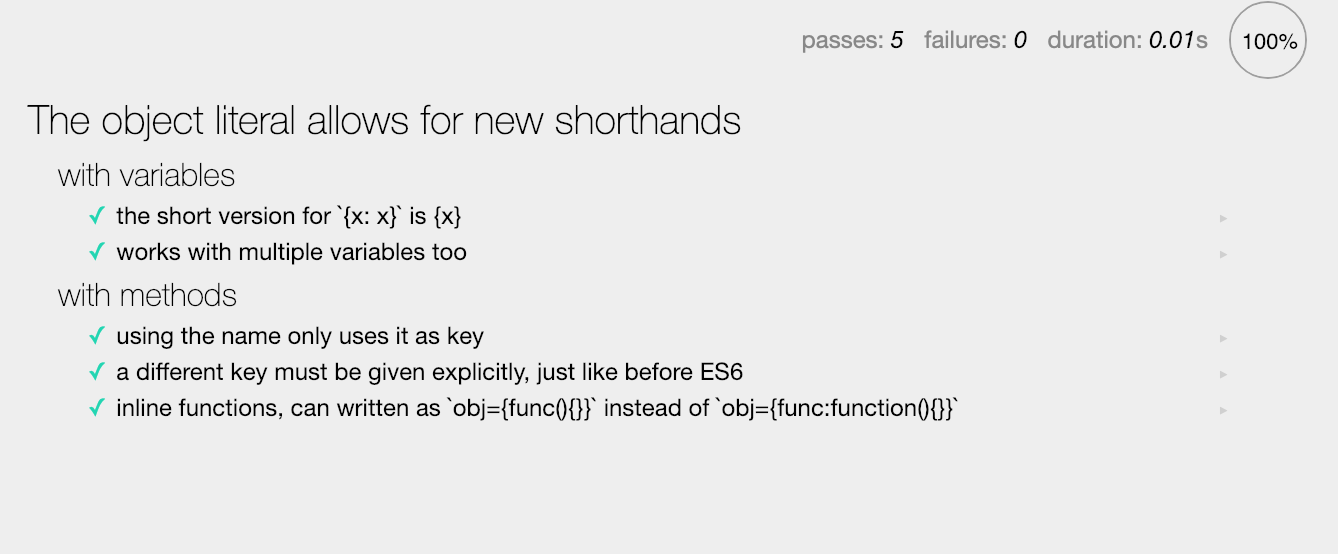 passes: 5 failures: 0 duration: 0.01s 100%
The object literal allows for new shorthands
with variables
✓ the short version for `{x: x}` is {x}
✓ works with multiple variables too
with methods
✓ using the name only uses it as key
✓ a different key must be given explicitly, just like before ES6
✓ inline functions, can written as `obj={func(){}}` instead of `obj={func:function(){}}`